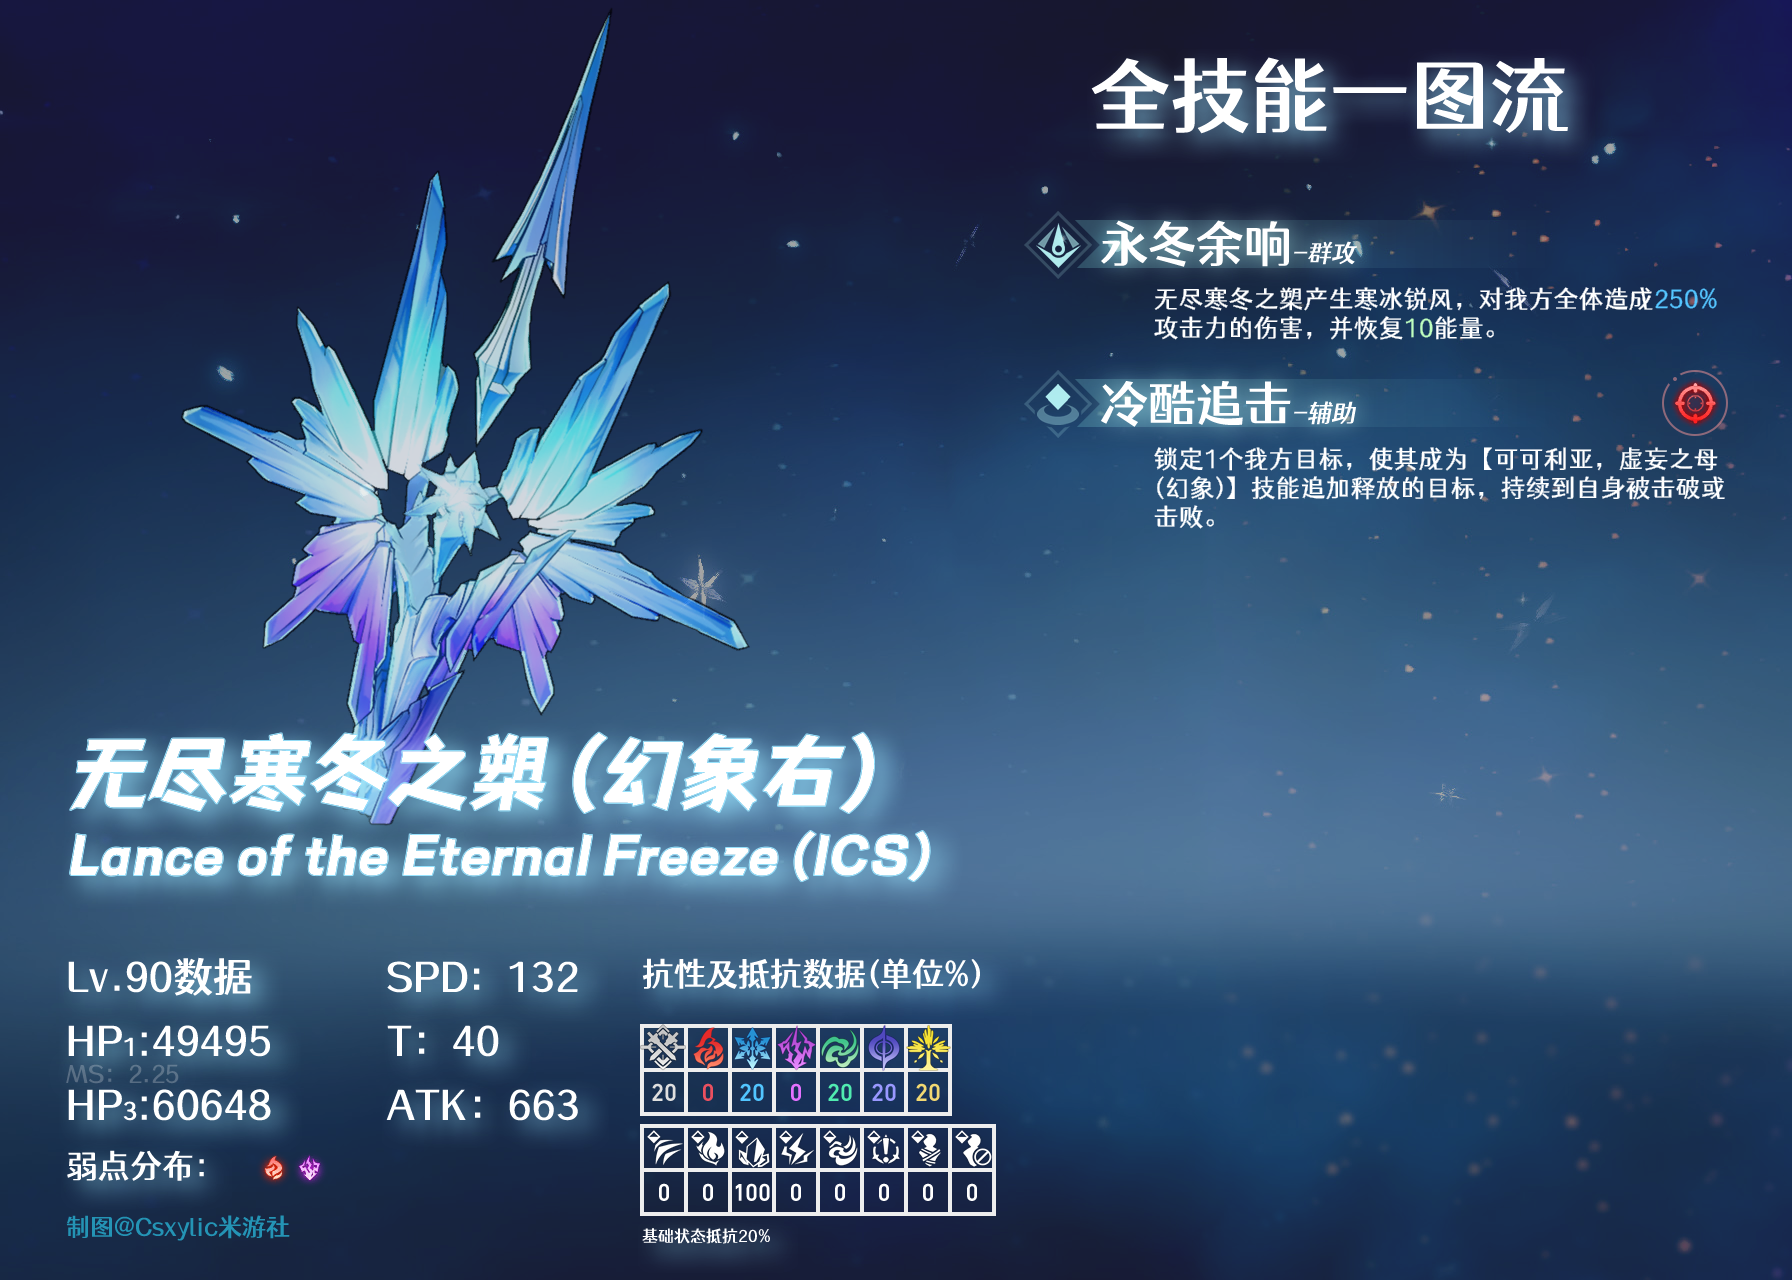 全技能一图流
永冬余响-群攻
无尽寒冬之槊产生寒冰锐风，对我方全体造成250%
攻击力的伤害，并恢复10能量。
冷酷追击-辅助
锁定1个我方目标，使其成为【可可利亚，虚妄之母
(幻象)】技能追加释放的目标，持续到自身被击破或
击败。
无尽寒冬之槊（幻象右）
Lance of the Eternal Freeze (ICS)
Lv.90数据
SPD：132
HP1:49495
T：40
MS：2.25
HP3:60648
ATK：663
弱点分布：
制图@Csxylic米游社
抗性及抵抗数据(单位%)
20 0 20 0 20 20 20
0 0 100 0 0 0 0 0
基础状态抵抗20%